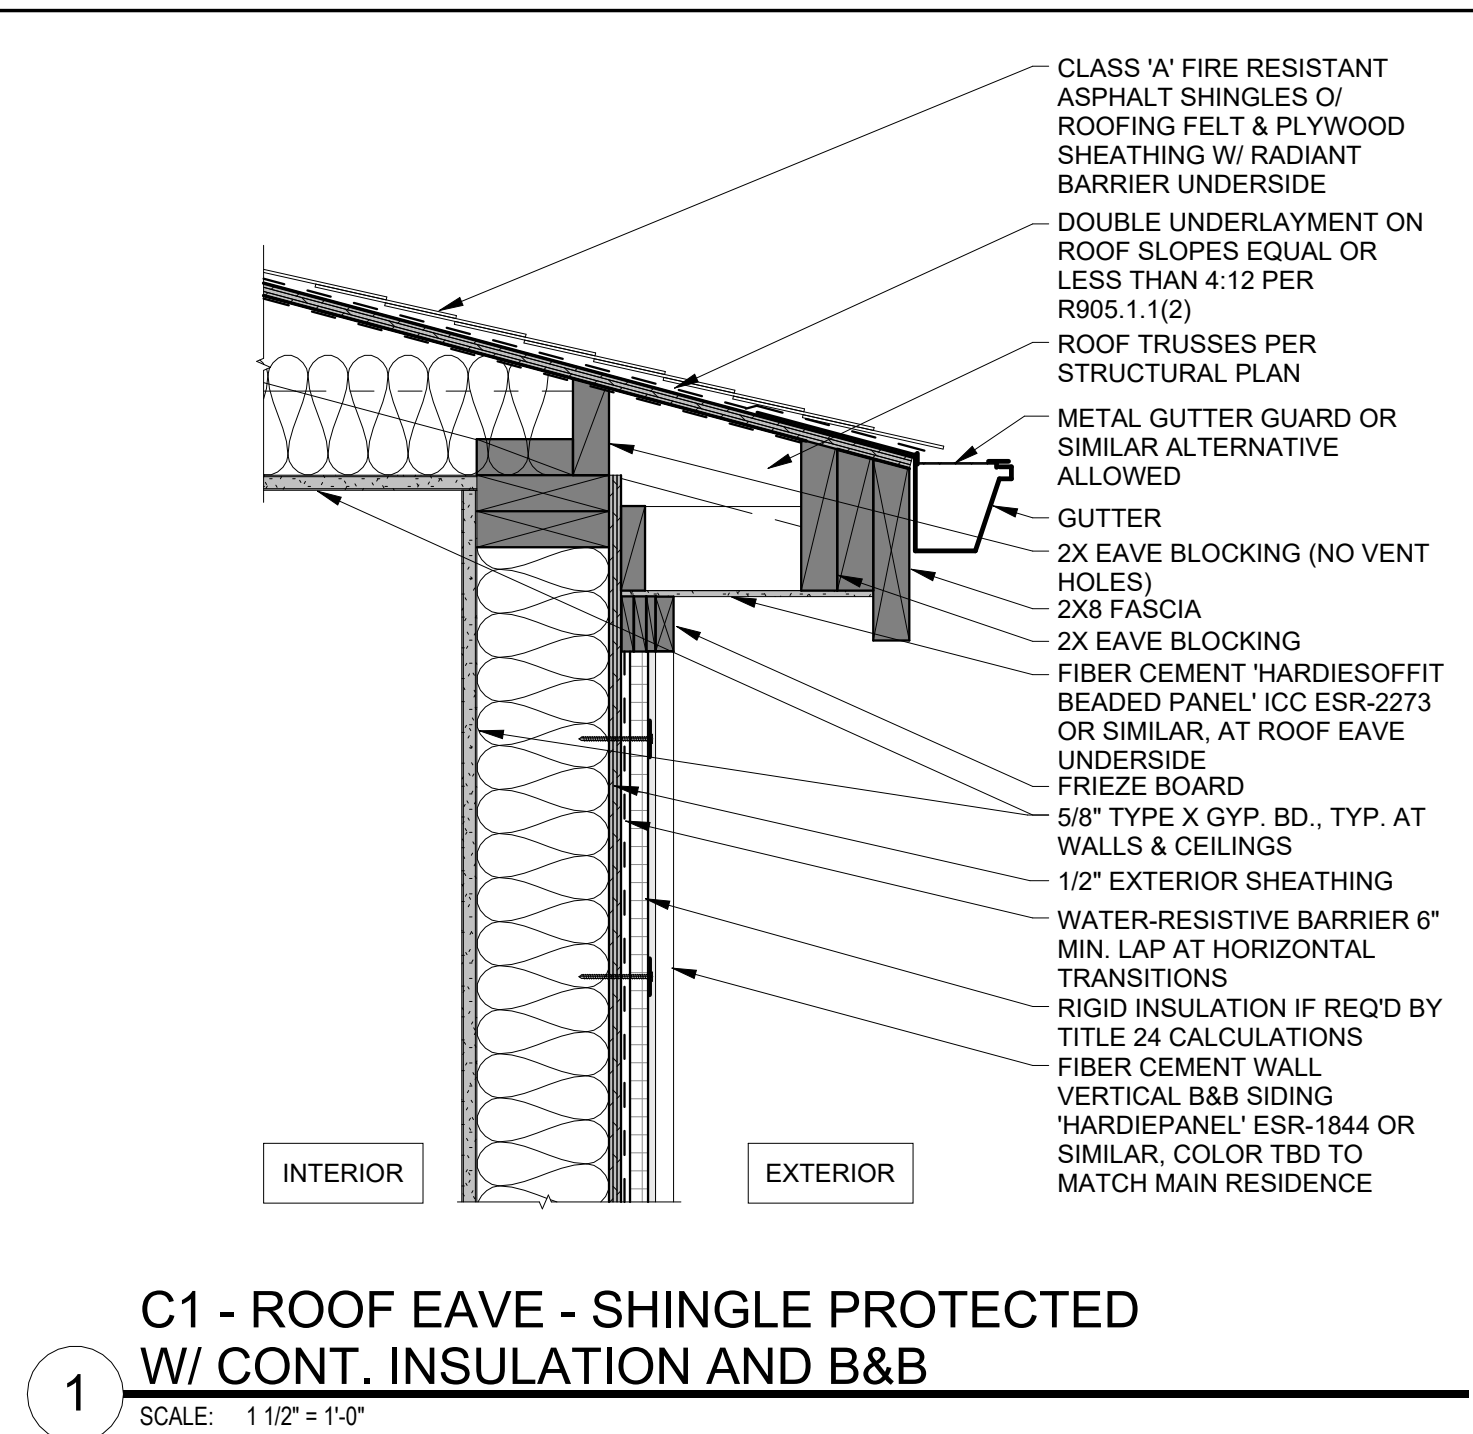 CLASS 'A' FIRE RESISTANT
ASPHALT SHINGLES O/
ROOFING FELT & PLYWOOD
SHEATHING W/ RADIANT
BARRIER UNDERSIDE
DOUBLE UNDERLAYMENT ON
ROOF SLOPES EQUAL OR
LESS THAN 4:12 PER
R905.1.1(2)
ROOF TRUSSES PER
STRUCTURAL PLAN
METAL GUTTER GUARD OR
SIMILAR ALTERNATIVE
ALLOWED
GUTTER
2X EAVE BLOCKING (NO VENT
HOLES)
2X8 FASCIA
2X EAVE BLOCKING
FIBER CEMENT 'HARDIESOFFIT
BEADED PANEL' ICC ESR-2273
OR SIMILAR, AT ROOF EAVE
UNDERSIDE
FRIEZE BOARD
5/8" TYPE X GYP. BD., TYP. AT
WALLS & CEILINGS
1/2" EXTERIOR SHEATHING
WATER-RESISTIVE BARRIER 6"
MIN. LAP AT HORIZONTAL
TRANSITIONS
RIGID INSULATION IF REQ'D BY
TITLE 24 CALCULATIONS
FIBER CEMENT WALL
VERTICAL B&B SIDING
'HARDIEPANEL' ESR-1844 OR
SIMILAR, COLOR TBD TO
MATCH MAIN RESIDENCE
INTERIOR
EXTERIOR
C1 - ROOF EAVE - SHINGLE PROTECTED
W/ CONT. INSULATION AND B&B
1
SCALE: 1 1/2" = 1'-0"